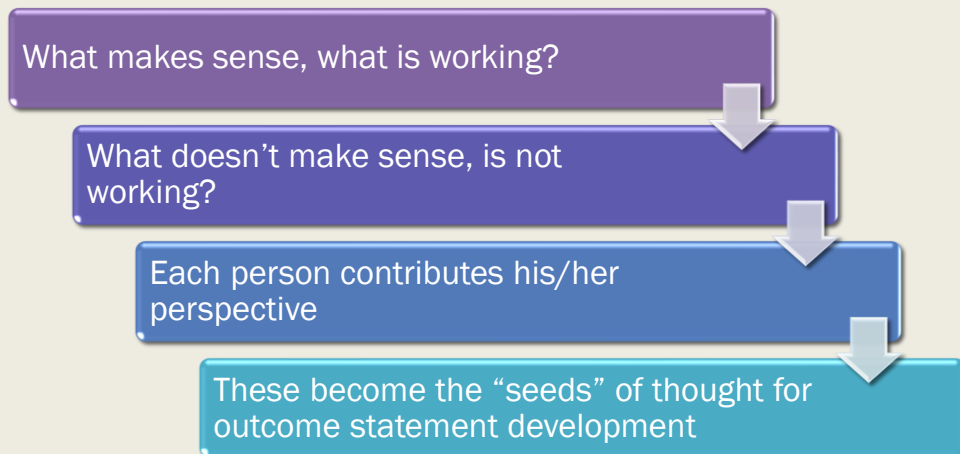 What makes sense, what is working?
What doesn’t make sense, is not
working?
Each person contributes his/her
perspective
These become the “seeds” of thought for
outcome statement development